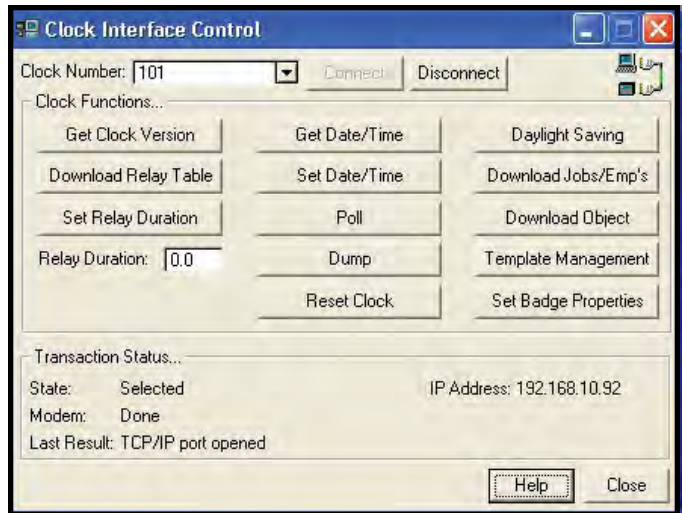 Clock Interface Control
Clock Number: 101 Connect Disconnect
Clock Functions...
Get Clock Version Get Date/Time Daylight Saving
Download Relay Table Set Date/Time Download Jobs/Emp's
Set Relay Duration Poll Download Object
Relay Duration: 0.0 Dump Template Management
Reset Clock Set Badge Properties
Transaction Status...
State: Selected IP Address: 192.168.10.92
Modem: Done
Last Result: TCP/IP port opened
Help Close